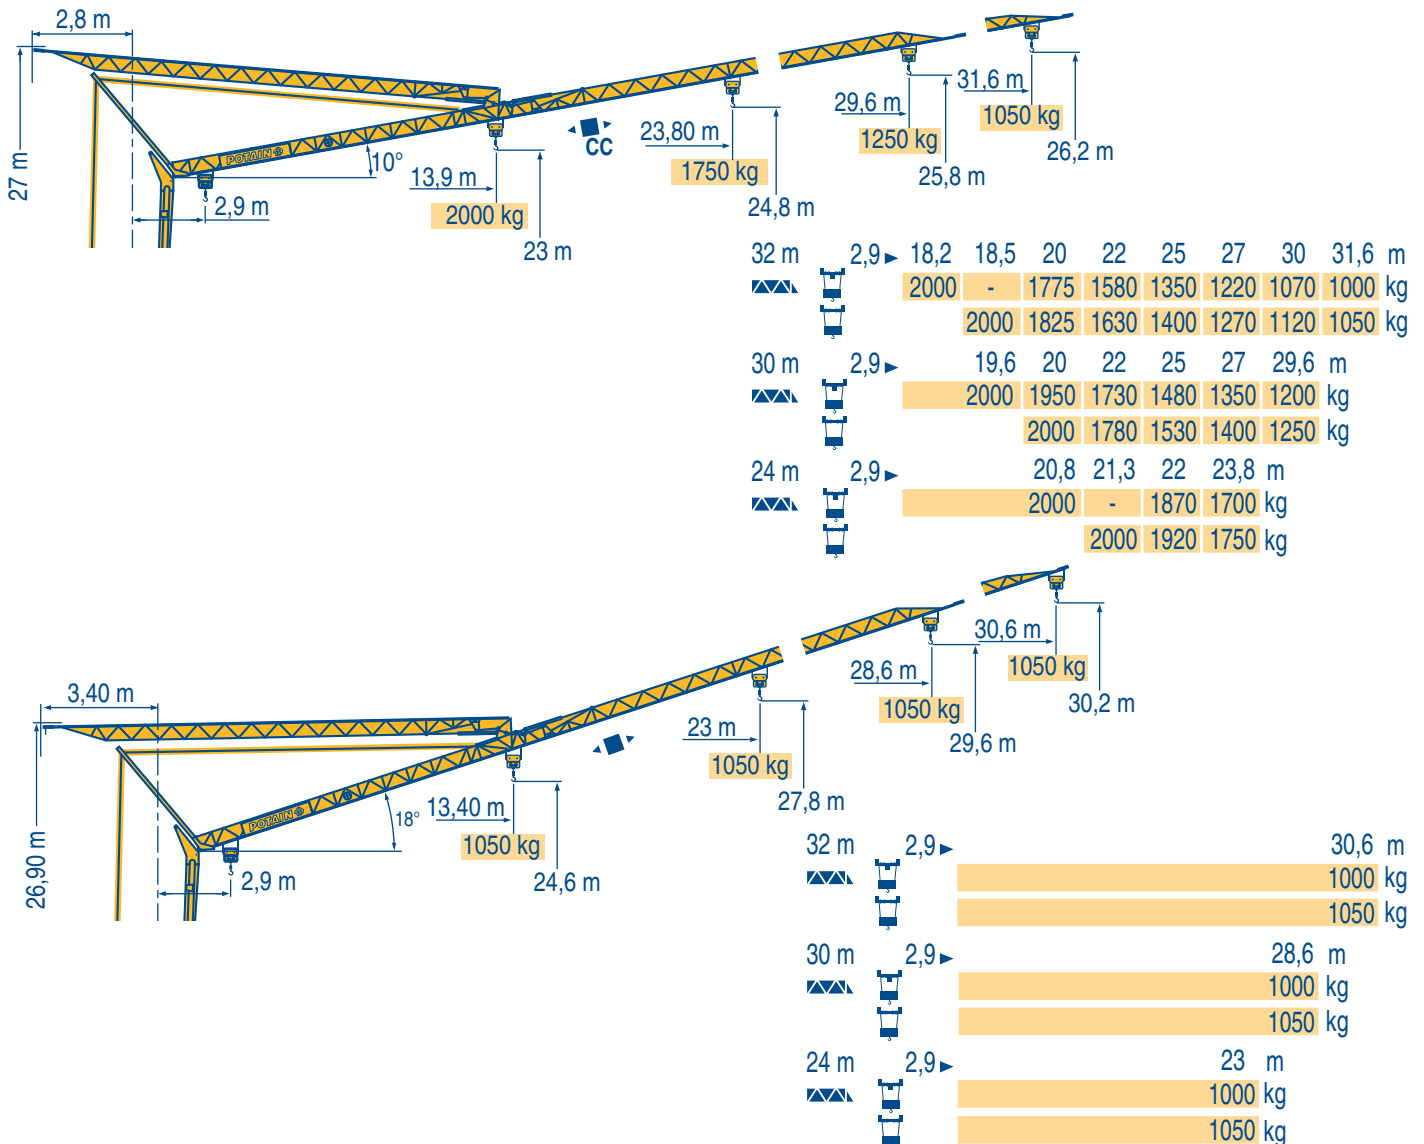 2,8 m
27 m
POTAIN
10°
2,9 m
13,9 m
2000 kg
23 m
CC
23,80 m
1750 kg
24,8 m
29,6 m
1250 kg
25,8 m
31,6 m
1050 kg
26,2 m
32 m 2,9 18,2 18,5 20 22 25 27 30 31,6 m
2000 - 1775 1580 1350 1220 1070 1000 kg
2000 1825 1630 1400 1270 1120 1050 kg
30 m 2,9 19,6 20 22 25 27 29,6 m
2000 1950 1730 1480 1350 1200 kg
2000 1780 1530 1400 1250 kg
24 m 2,9 20,8 21,3 22 23,8 m
2000 - 1870 1700 kg
2000 1920 1750 kg
3,40 m
26,90 m
POTAIN
18°
2,9 m
13,40 m
1050 kg
24,6 m
23 m
1050 kg
27,8 m
28,6 m
1050 kg
29,6 m
30,6 m
1050 kg
30,2 m
32 m 2,9 30,6 m
1000 kg
1050 kg
30 m 2,9 28,6 m
1000 kg
1050 kg
24 m 2,9 23 m
1000 kg
1050 kg